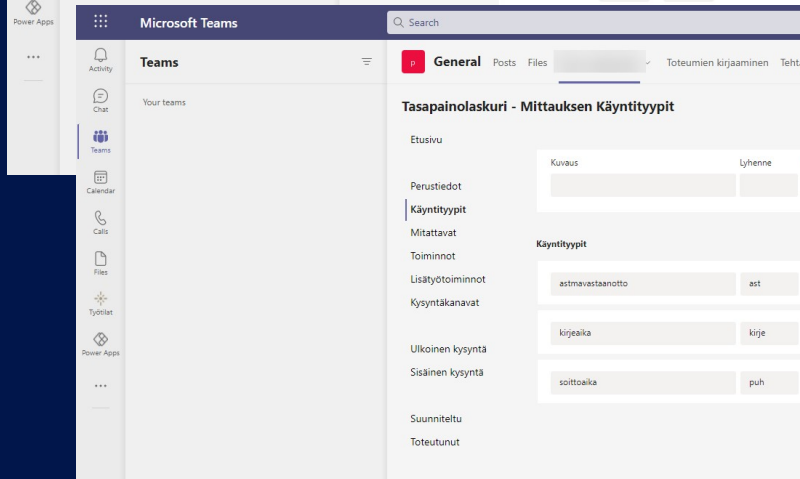 Power Apps
Microsoft Teams
Search
Activity
Chat
Teams
Calendar
Calls
Files
Työtilat
Power Apps
Teams
Your teams
p General Posts Files Toteumien kirjaaminen
Tasapainolaskuri - Mittauksen Käyntityypit
Etusivu
Perustiedot
Käyntityypit
Mitattavat
Toiminnot
Lisätyötoiminnot
Kysyntäkanavat
Ulkoinen kysyntä
Sisäinen kysyntä
Suunniteltu
Toteutunut
Kuvaus Lyhenne
Käyntityypit
astmavastaanotto ast
kirjeaika kirje
soittoaika puh